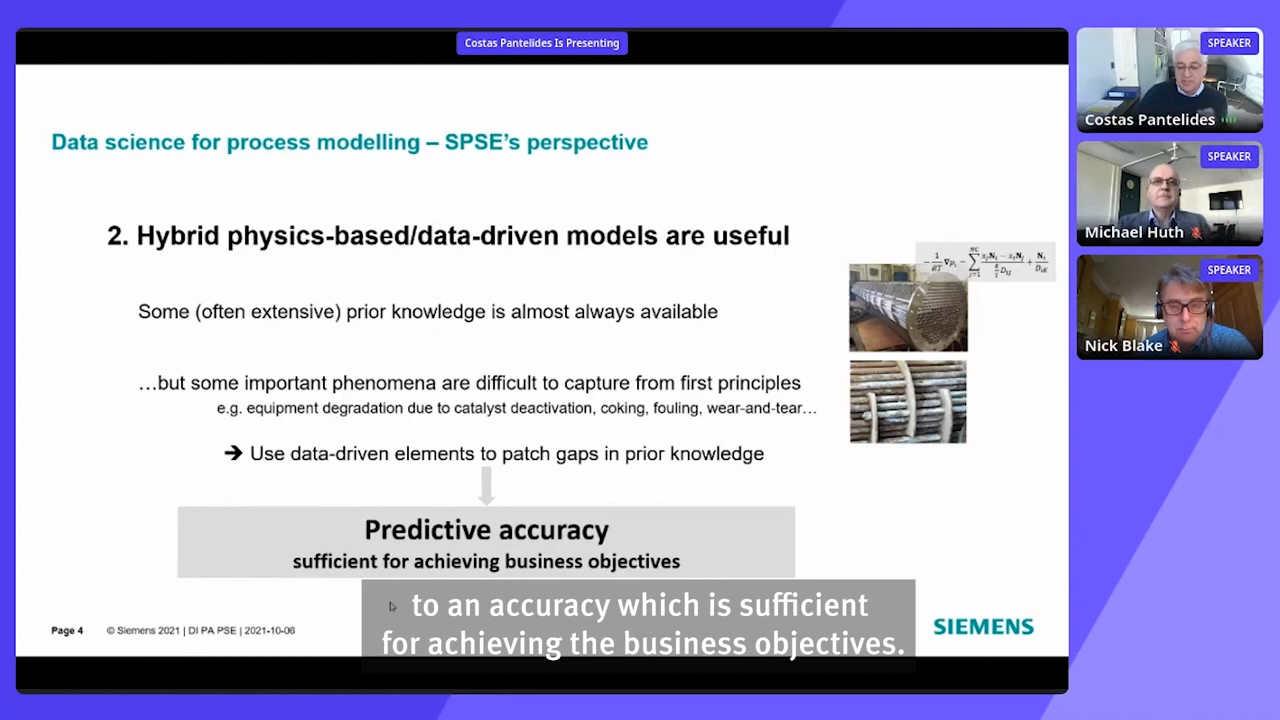 Costas Pantelides Is Presenting
SPEAKER
Costas Pantelides
SPEAKER
Michael Huth
SPEAKER
Nick Blake
Data science for process modelling – SPSE's perspective
2. Hybrid physics-based/data-driven models are useful
Some (often extensive) prior knowledge is almost always available
…but some important phenomena are difficult to capture from first principles
e.g. equipment degradation due to catalyst deactivation, coking, fouling, wear-and-tear…
➔ Use data-driven elements to patch gaps in prior knowledge
Predictive accuracy
sufficient for achieving business objectives
to an accuracy which is sufficient
for achieving the business objectives.
Page 4 © Siemens 2021 | DI PA PSE | 2021-10-06
SIEMENS